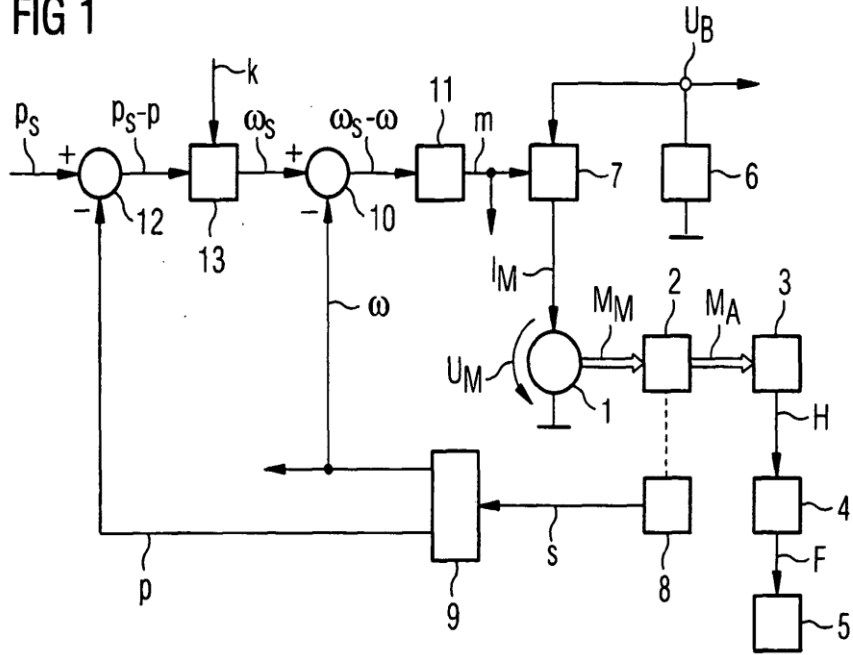 FIG 1
U_B
k
11
p_S
p_S-p
ω_S
ω_S-ω
m
+
+
7
6
−
12
−
10
13
I_M
ω
M_M
2
M_A
3
U_M
1
H
4
s
p
9
8
F
5